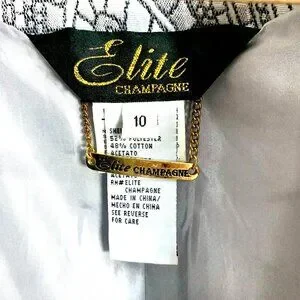 Elite
CHAMPAGNE
10
52% POLYESTER
48% COTTON
ACETATO
Elite CHAMPAGNE
ACETATO
RN#ELITE
CHAMPAGNE
MADE IN CHINA/
HECHO EN CHINA
SEE REVERSE
FOR CARE